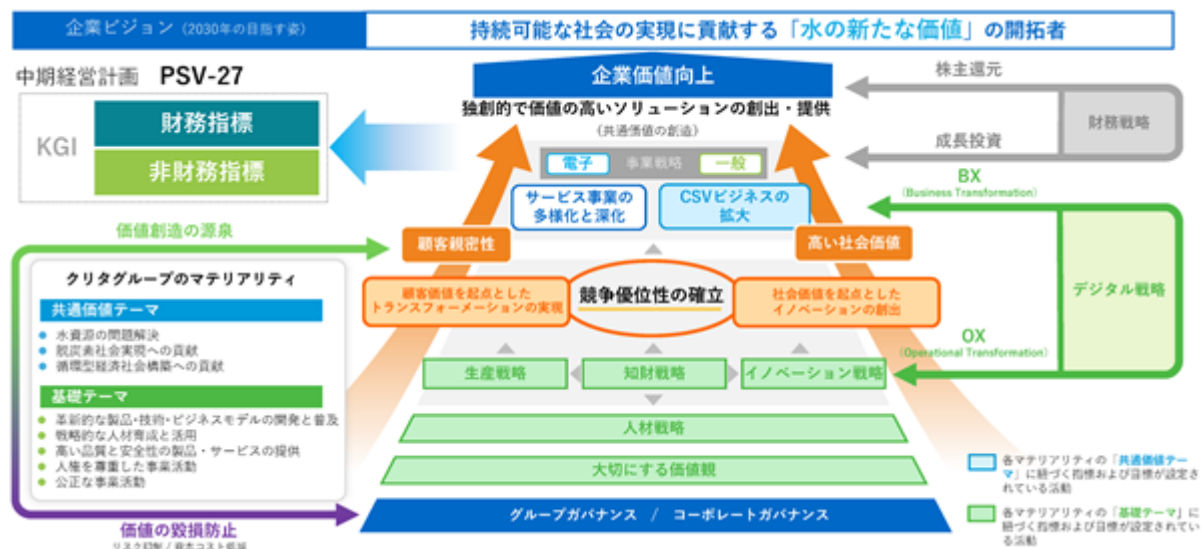 企業ビジョン（2030年の目指す姿）
持続可能な社会の実現に貢献する「水の新たな価値」の開拓者
中期経営計画 PSV-27
KGI
財務指標
非財務指標
企業価値向上
独創的で価値の高いソリューションの創出・提供
（共通価値の創造）
電子 事業戦略 一般
サービス事業の
多様化と深化
CSVビジネスの
拡大
株主還元
成長投資
財務戦略
BX
(Business Transformation)
デジタル戦略
OX
(Operational Transformation)
顧客親密性
高い社会価値
顧客価値を起点とした
トランスフォーメーションの実現
競争優位性の確立
社会価値を起点とした
イノベーションの創出
生産戦略
知財戦略
イノベーション戦略
人材戦略
大切にする価値観
グループガバナンス / コーポレートガバナンス
価値創造の源泉
クリタグループのマテリアリティ
共通価値テーマ
水資源の問題解決
脱炭素社会実現への貢献
循環型経済社会構築への貢献
基礎テーマ
革新的な製品・技術・ビジネスモデルの開発と普及
戦略的な人材育成と活用
高い品質と安全性の製品・サービスの提供
人権を尊重した事業活動
公正な事業活動
価値の毀損防止
リスク抑制 / 資本コスト低減
各マテリアリティの「共通価値テー
マ」に紐づく指標および目標が設定さ
れている活動
各マテリアリティの「基礎テーマ」に
紐づく指標および目標が設定されてい
る活動